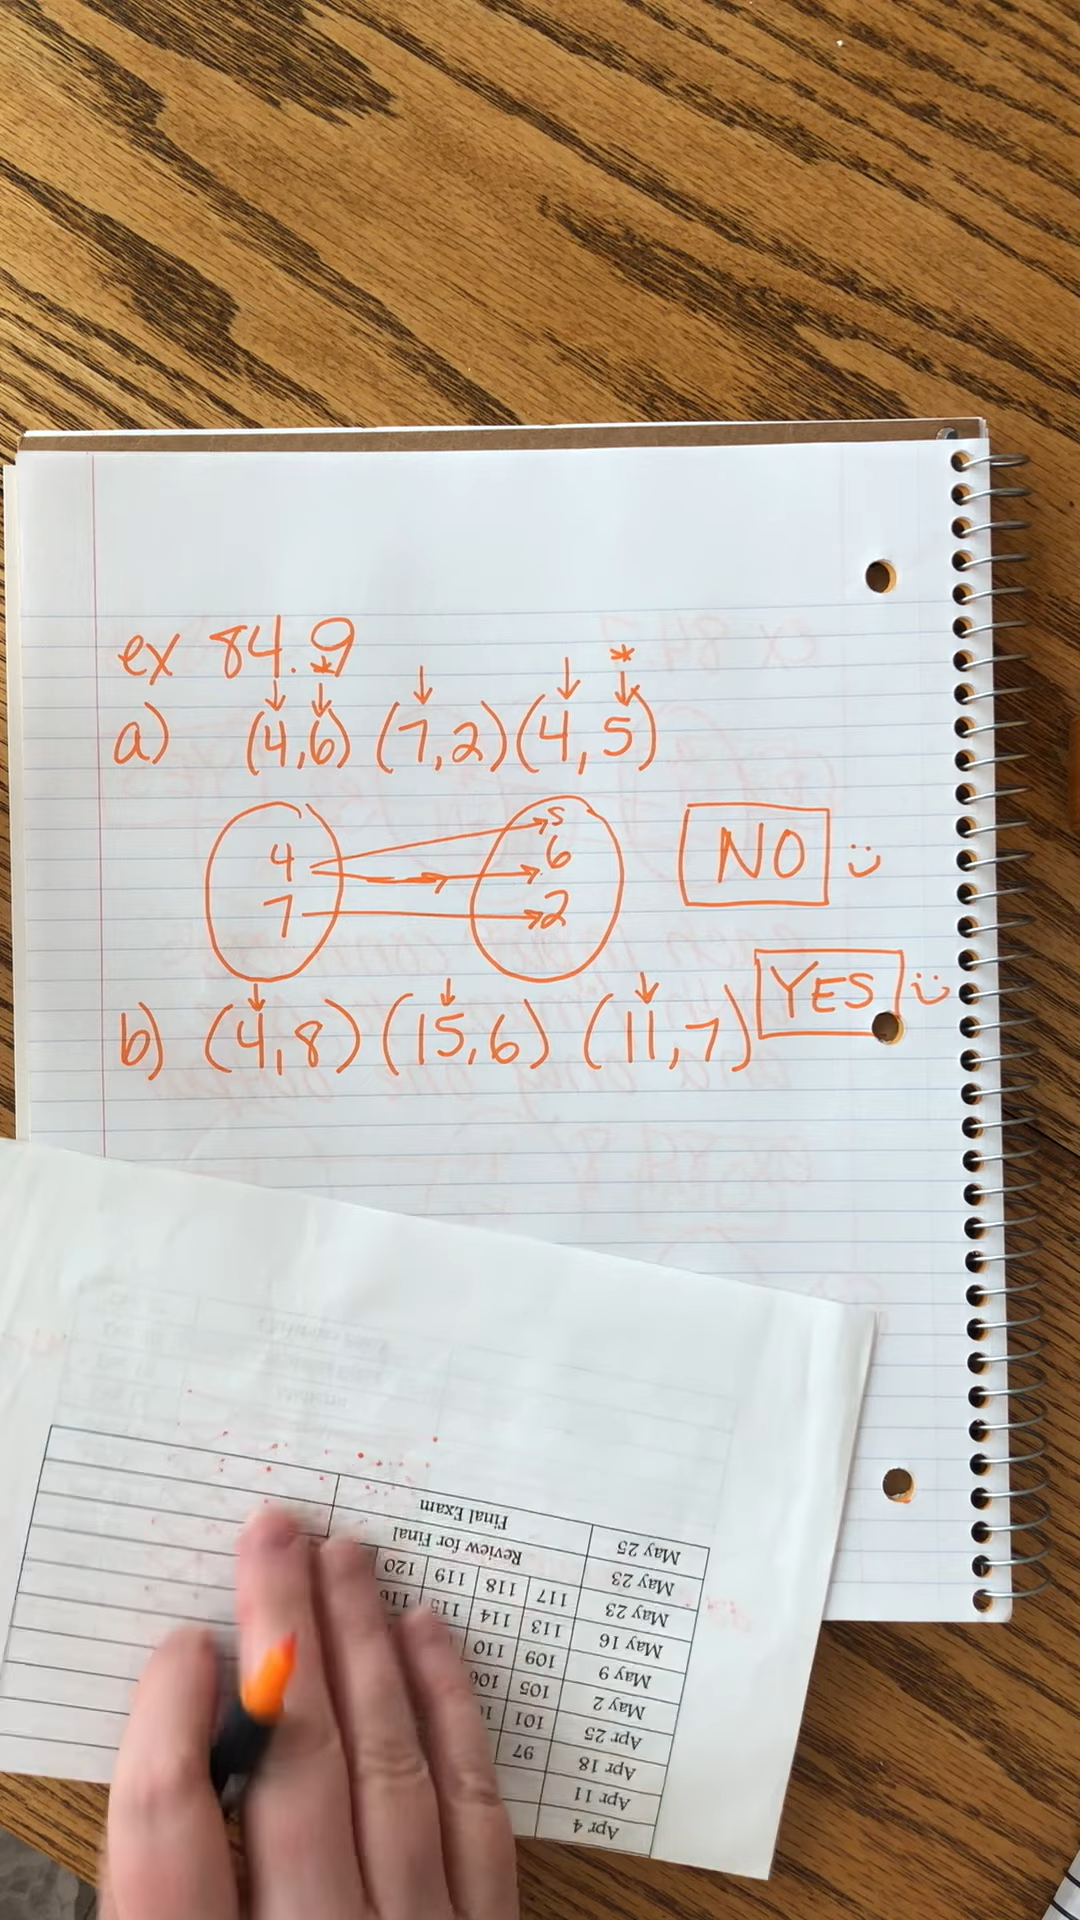 ex 84.9
a) (4,6) (7,2) (4,5)
*
*
4
7
5
6
2
NO
YES
b) (4,8) (15,6) (11,7)
Apr 4
Apr 11
Apr 18 97
Apr 25 101
May 2 105
May 9 109 110
May 16 113 114 115
May 23 117 118 119 120
May 23 Review for Final
May 25 Final Exam